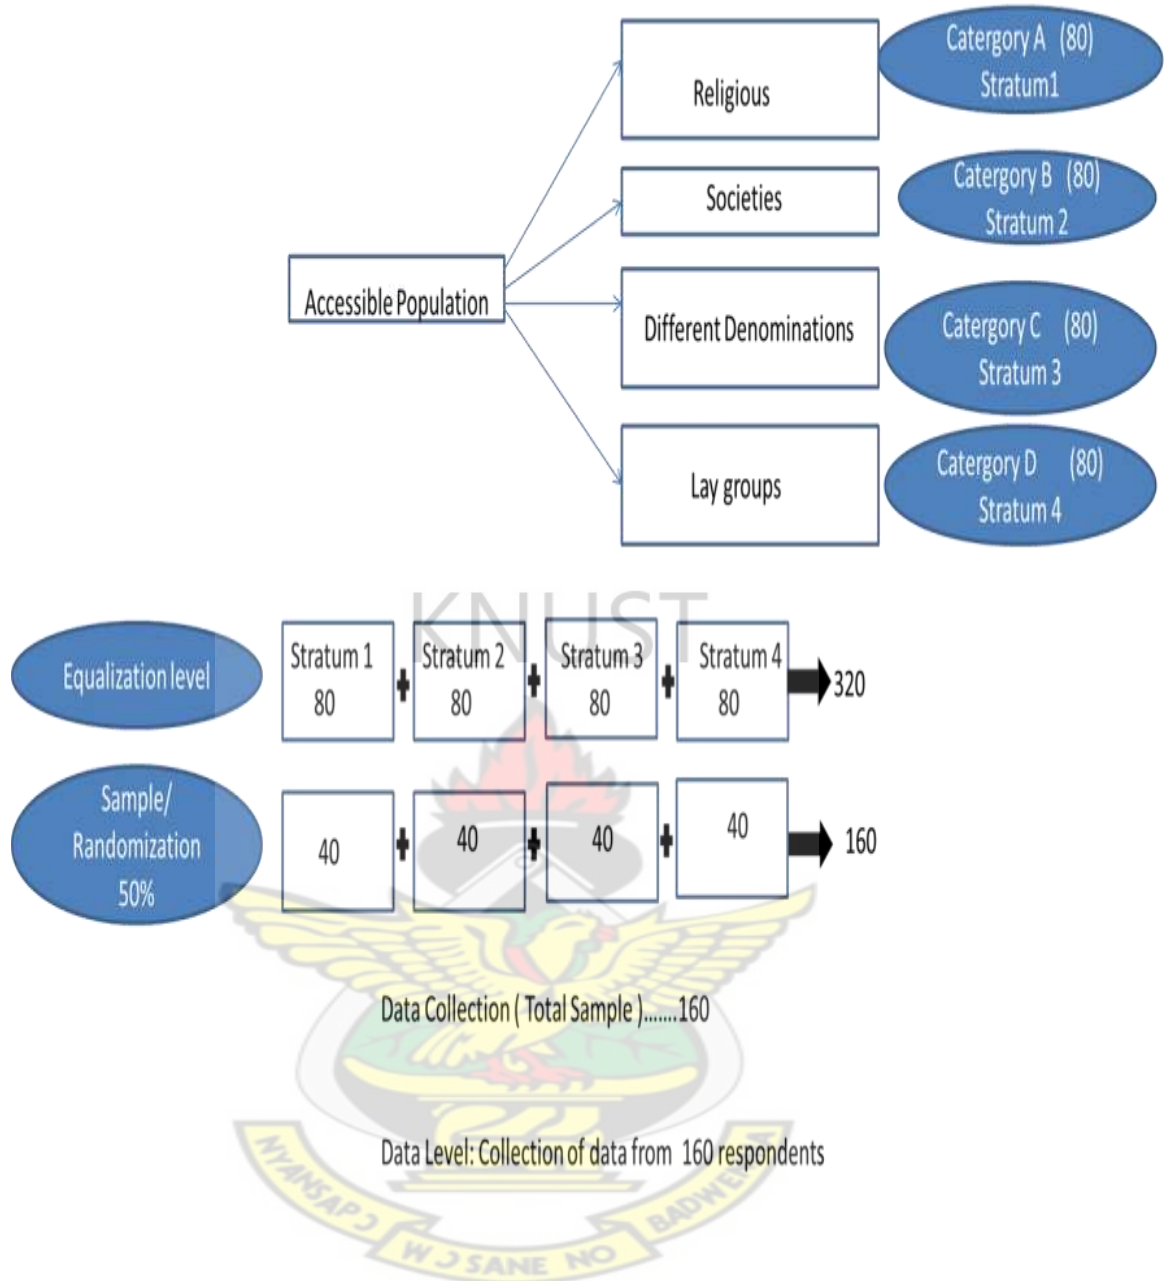 Religious
Catergory A (80)
Stratum1
Societies
Catergory B (80)
Stratum 2
Accessible Population
Different Denominations
Catergory C (80)
Stratum 3
Lay groups
Catergory D (80)
Stratum 4
KNUST
Equalization level
Stratum 1
80
+
Stratum 2
80
+
Stratum 3
80
+
Stratum 4
80
320
Sample/
Randomization
50%
40
+
40
+
40
+
40
160
Data Collection ( Total Sample ).......160
Data Level: Collection of data from 160 respondents
NYANSAPƆ
WƆSANE NO
BADWENMA